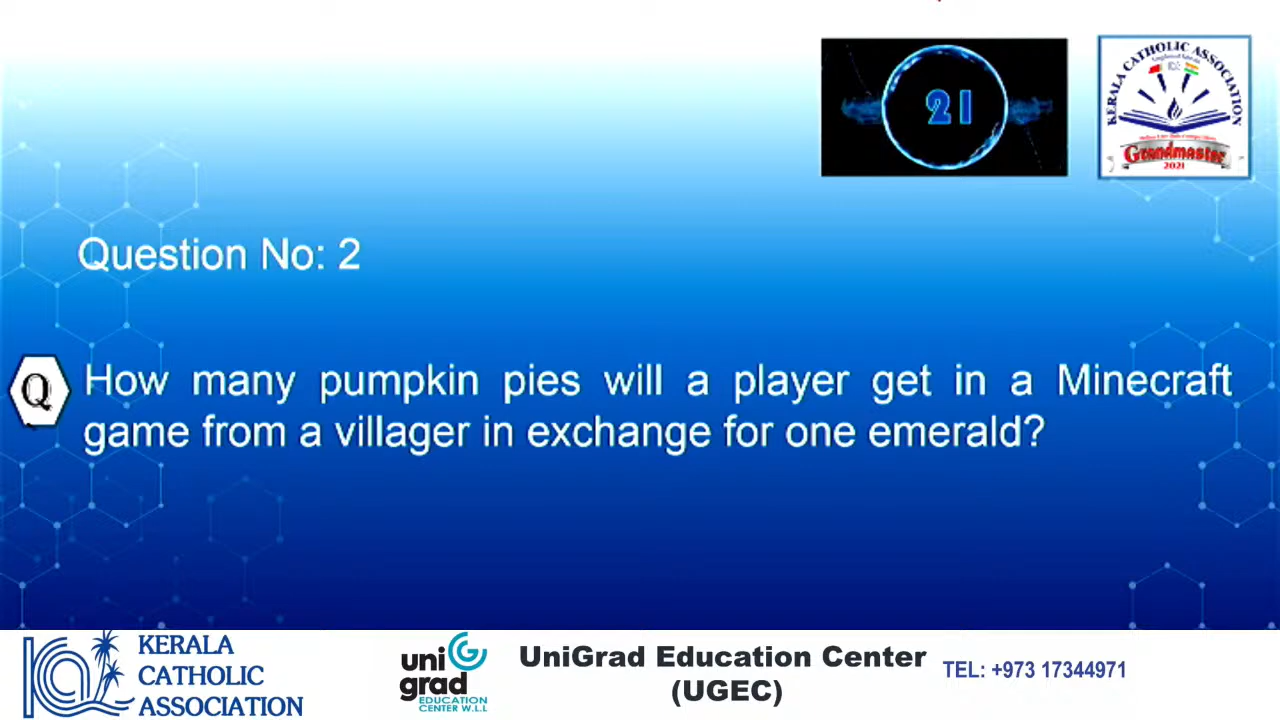 21
KERALA CATHOLIC ASSOCIATION
Grandmaster
2021
Question No: 2
Q
How many pumpkin pies will a player get in a Minecraft
game from a villager in exchange for one emerald?
KERALA
CATHOLIC
ASSOCIATION
uni
grad
EDUCATION
CENTER W.L.L
UniGrad Education Center
(UGEC)
TEL: +973 17344971